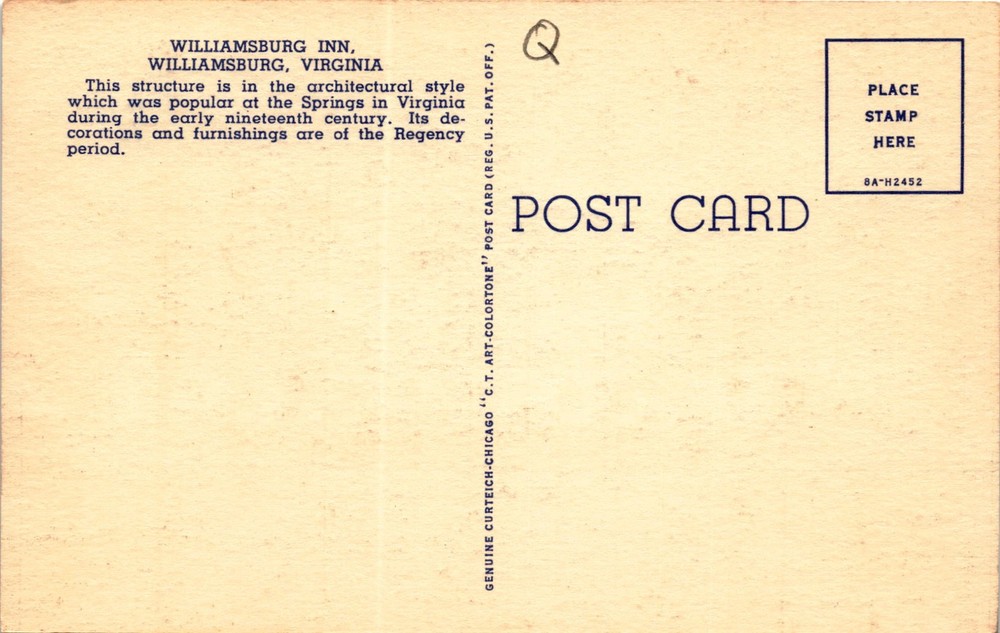 WILLIAMSBURG INN,
WILLIAMSBURG, VIRGINIA
This structure is in the architectural style
which was popular at the Springs in Virginia
during the early nineteenth century. Its de-
corations and furnishings are of the Regency
period.
GENUINE CURTEICH-CHICAGO "C.T. ART-COLORTONE" POST CARD (REG. U.S. PAT. OFF.)
Q
POST CARD
PLACE
STAMP
HERE
8A-H2452